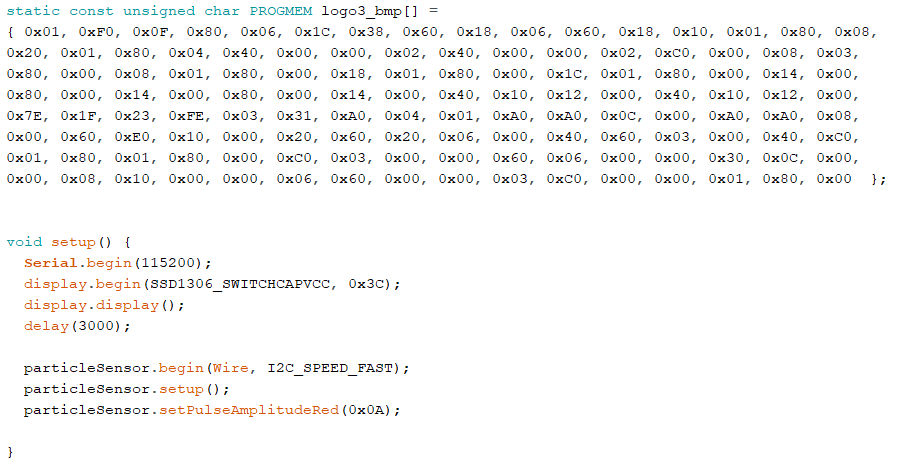 static const unsigned char PROGMEM logo3_bmp[] =
{ 0x01, 0xF0, 0x0F, 0x80, 0x06, 0x1C, 0x38, 0x60, 0x18, 0x06, 0x60, 0x18, 0x10, 0x01, 0x80, 0x08,
0x20, 0x01, 0x80, 0x04, 0x40, 0x00, 0x00, 0x02, 0x40, 0x00, 0x00, 0x02, 0xC0, 0x00, 0x08, 0x03,
0x80, 0x00, 0x08, 0x01, 0x80, 0x00, 0x18, 0x01, 0x80, 0x00, 0x1C, 0x01, 0x80, 0x00, 0x14, 0x00,
0x80, 0x00, 0x14, 0x00, 0x80, 0x00, 0x14, 0x00, 0x40, 0x10, 0x12, 0x00, 0x40, 0x10, 0x12, 0x00,
0x7E, 0x1F, 0x23, 0xFE, 0x03, 0x31, 0xA0, 0x04, 0x01, 0xA0, 0xA0, 0x0C, 0x00, 0xA0, 0xA0, 0x08,
0x00, 0x60, 0xE0, 0x10, 0x00, 0x20, 0x60, 0x20, 0x06, 0x00, 0x40, 0x60, 0x03, 0x00, 0x40, 0xC0,
0x01, 0x80, 0x01, 0x80, 0x00, 0xC0, 0x03, 0x00, 0x00, 0x60, 0x06, 0x00, 0x00, 0x30, 0x0C, 0x00,
0x00, 0x08, 0x10, 0x00, 0x00, 0x06, 0x60, 0x00, 0x00, 0x03, 0xC0, 0x00, 0x00, 0x01, 0x80, 0x00  };
void setup() {
Serial.begin(115200);
display.begin(SSD1306_SWITCHCAPVCC, 0x3C);
display.display();
delay(3000);
particleSensor.begin(Wire, I2C_SPEED_FAST);
particleSensor.setup();
particleSensor.setPulseAmplitudeRed(0x0A);
}